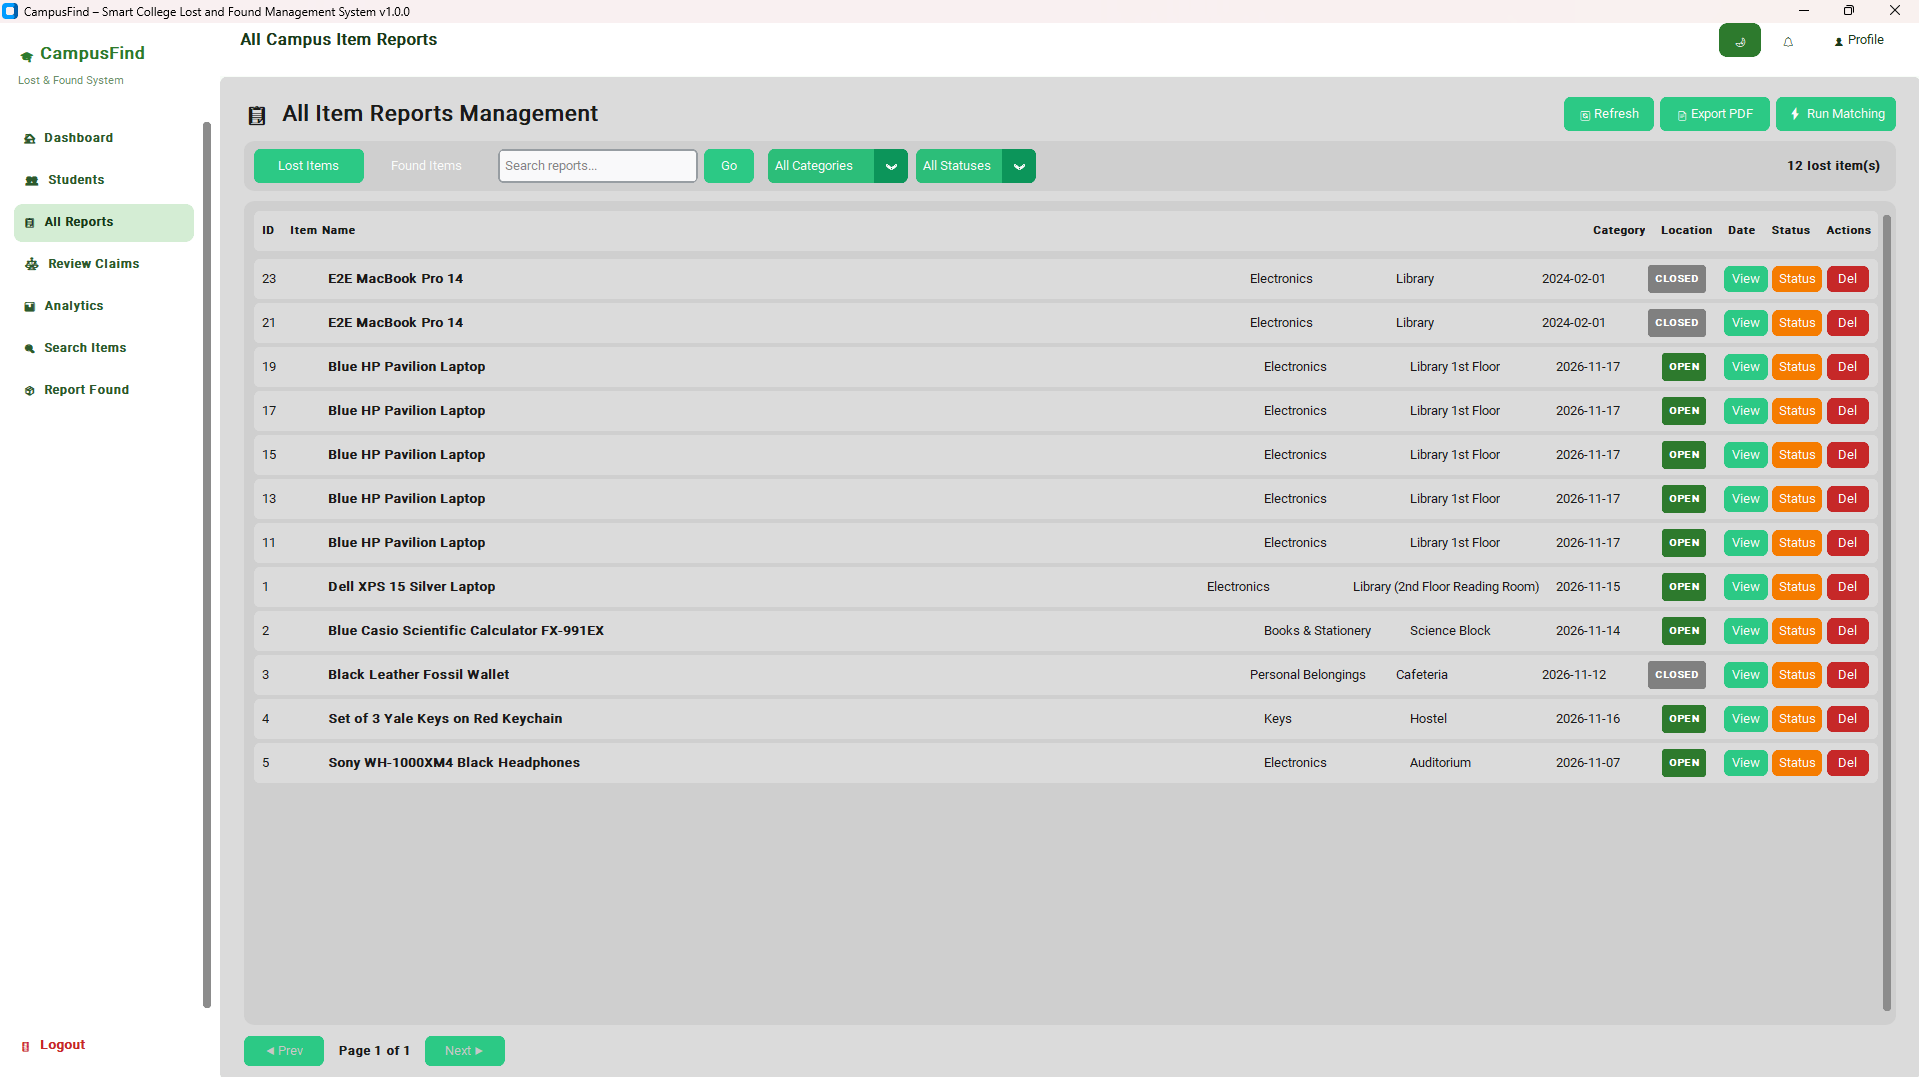 CampusFind – Smart College Lost and Found Management System v1.0.0
CampusFind
Lost & Found System
All Campus Item Reports
Profile
Dashboard
Students
All Reports
Review Claims
Analytics
Search Items
Report Found
Logout
All Item Reports Management
Refresh
Export PDF
Run Matching
Lost Items
Found Items
Search reports...
Go
All Categories
All Statuses
12 lost item(s)
ID Item Name Category Location Date Status Actions
23 E2E MacBook Pro 14 Electronics Library 2024-02-01 CLOSED View Status Del
21 E2E MacBook Pro 14 Electronics Library 2024-02-01 CLOSED View Status Del
19 Blue HP Pavilion Laptop Electronics Library 1st Floor 2026-11-17 OPEN View Status Del
17 Blue HP Pavilion Laptop Electronics Library 1st Floor 2026-11-17 OPEN View Status Del
15 Blue HP Pavilion Laptop Electronics Library 1st Floor 2026-11-17 OPEN View Status Del
13 Blue HP Pavilion Laptop Electronics Library 1st Floor 2026-11-17 OPEN View Status Del
11 Blue HP Pavilion Laptop Electronics Library 1st Floor 2026-11-17 OPEN View Status Del
1 Dell XPS 15 Silver Laptop Electronics Library (2nd Floor Reading Room) 2026-11-15 OPEN View Status Del
2 Blue Casio Scientific Calculator FX-991EX Books & Stationery Science Block 2026-11-14 OPEN View Status Del
3 Black Leather Fossil Wallet Personal Belongings Cafeteria 2026-11-12 CLOSED View Status Del
4 Set of 3 Yale Keys on Red Keychain Keys Hostel 2026-11-16 OPEN View Status Del
5 Sony WH-1000XM4 Black Headphones Electronics Auditorium 2026-11-07 OPEN View Status Del
◄ Prev
Page 1 of 1
Next ►